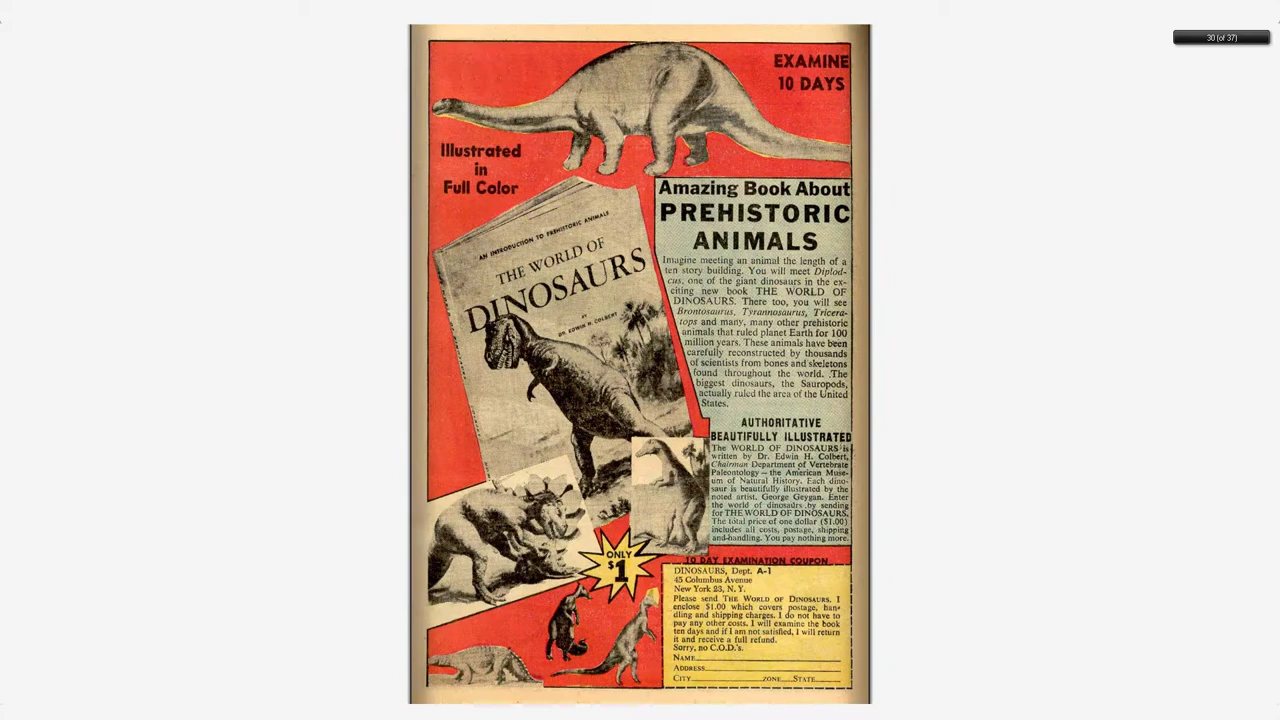 30 (of 37)
EXAMINE
10 DAYS
Illustrated
in
Full Color
AN INTRODUCTION TO PREHISTORIC ANIMALS
THE WORLD OF
DINOSAURS
BY
DR. EDWIN H. COLBERT
Amazing Book About
PREHISTORIC
ANIMALS
Imagine meeting an animal the length of a
ten story building. You will meet Diplod-
cus, one of the giant dinosaurs in the ex-
citing new book THE WORLD OF
DINOSAURS. There too, you will see
Brontosaurus, Tyrannosaurus, Tricera-
tops and many, many other prehistoric
animals that ruled planet Earth for 100
million years. These animals have been
carefully reconstructed by thousands
of scientists from bones and skeletons
found throughout the world. The
biggest dinosaurs, the Sauropods,
actually ruled the area of the United
States.
AUTHORITATIVE
BEAUTIFULLY ILLUSTRATED
The WORLD OF DINOSAURS is
written by Dr. Edwin H. Colbert,
Chairman Department of Vertebrate
Paleontology — the American Muse-
um of Natural History. Each dino-
saur is beautifully illustrated by the
noted artist, George Geygan. Enter
the world of dinosaurs by sending
for THE WORLD OF DINOSAURS.
The total price of one dollar ($1.00)
includes all costs, postage, shipping
and handling. You pay nothing more.
ONLY
$1
10 DAY EXAMINATION COUPON
DINOSAURS, Dept. A-1
45 Columbus Avenue
New York 23, N. Y.
Please send THE WORLD OF DINOSAURS. I
enclose $1.00 which covers postage, han-
dling and shipping charges. I do not have to
pay any other costs. I will examine the book
ten days and if I am not satisfied, I will return
it and receive a full refund.
Sorry, no C.O.D.'s.
NAME
ADDRESS
CITY ZONE STATE